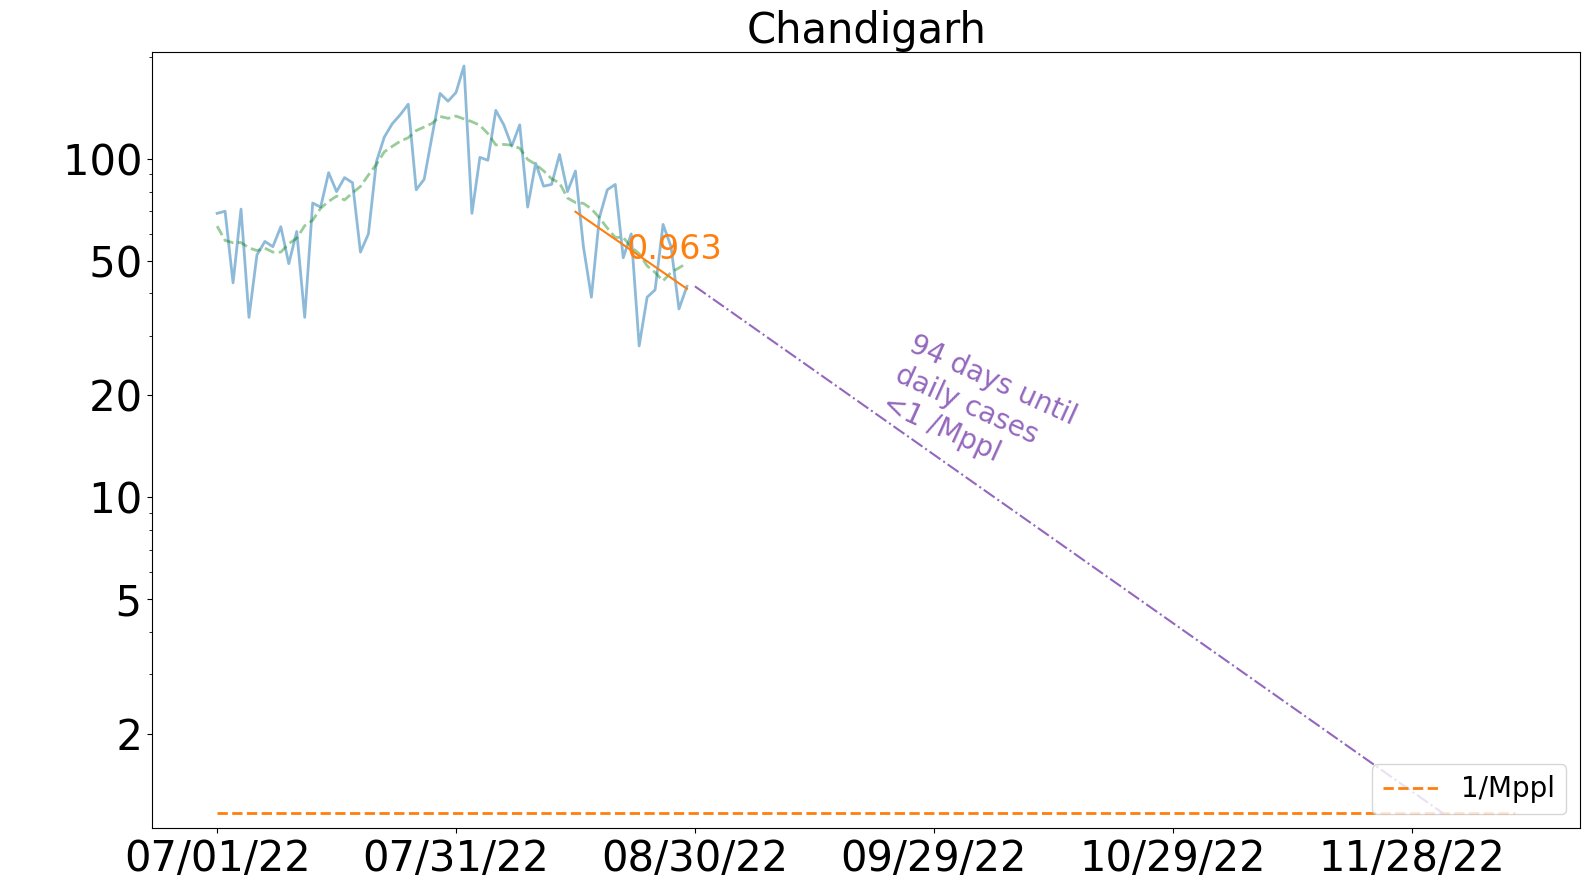 Chandigarh
100
50
20
10
5
2
0.963
94 days until
daily cases
<1 /Mppl
1/Mppl
07/01/22
07/31/22
08/30/22
09/29/22
10/29/22
11/28/22